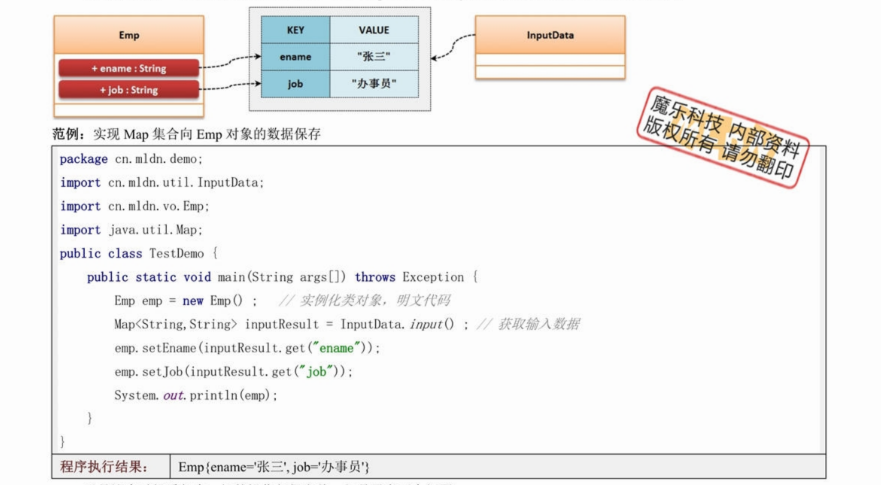 Emp
+ ename : String
+ job : String
KEY VALUE
ename "张三"
job "办事员"
InputData
魔乐科技 内部资料
版权所有 请勿翻印
范例：实现 Map 集合向 Emp 对象的数据保存
package cn.mldn.demo;
import cn.mldn.util.InputData;
import cn.mldn.vo.Emp;
import java.util.Map;
public class TestDemo {
public static void main(String args[]) throws Exception {
Emp emp = new Emp() ; // 实例化类对象，明文代码
Map<String,String> inputResult = InputData.input() ; // 获取输入数据
emp.setEname(inputResult.get("ename"));
emp.setJob(inputResult.get("job"));
System.out.println(emp);
}
}
程序执行结果： Emp{ename='张三', job='办事员'}